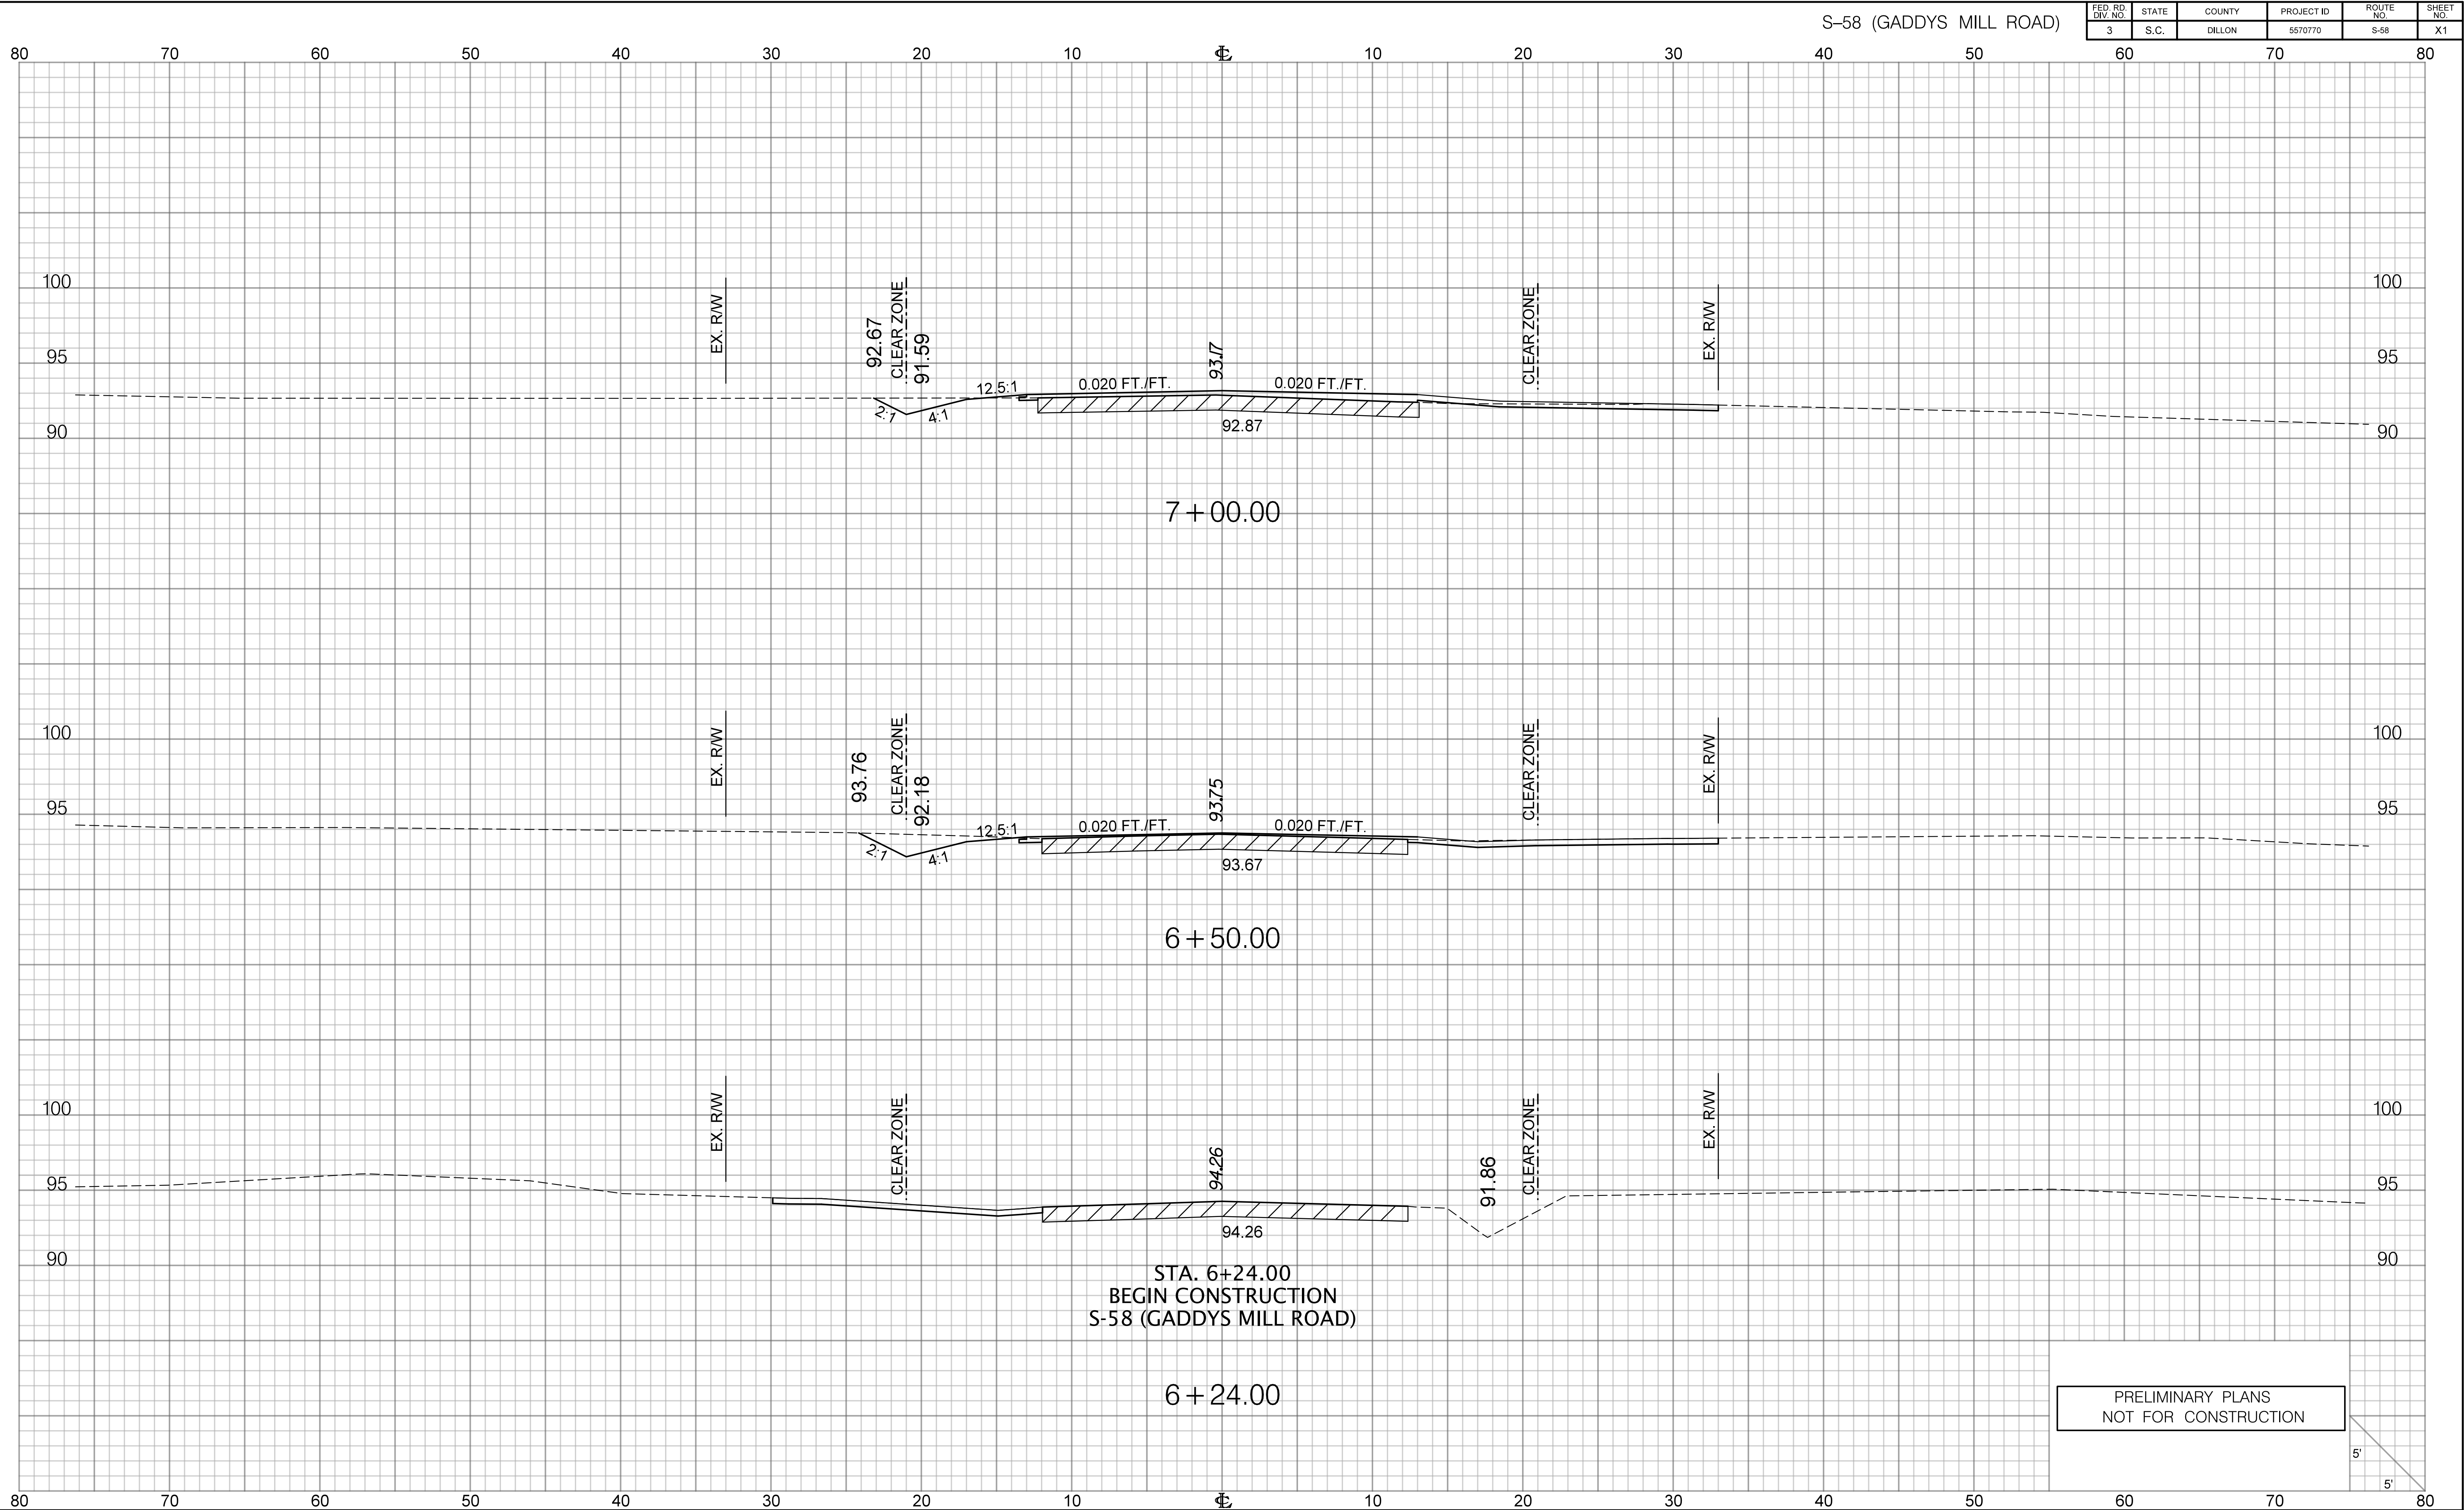 S-58 (GADDYS MILL ROAD)
FED. RD. DIV. NO. STATE COUNTY PROJECT ID ROUTE NO. SHEET NO.
3 S.C. DILLON 5570770 S-58 X1
80 70 60 50 40 30 20 10 ℄ 10 20 30 40 50 60 70 80
100 100
EX. R/W
92.67
CLEAR ZONE
91.59
93.17
CLEAR ZONE
EX. R/W
95 95
2:1 4:1 12.5:1 0.020 FT./FT. 0.020 FT./FT.
92.87
90 90
7+00.00
100 100
EX. R/W
93.76
CLEAR ZONE
92.18
93.75
CLEAR ZONE
EX. R/W
95 95
2:1 4:1 12.5:1 0.020 FT./FT. 0.020 FT./FT.
93.67
6+50.00
100 100
EX. R/W
CLEAR ZONE
94.26
91.86
CLEAR ZONE
EX. R/W
95 95
94.26
90 90
STA. 6+24.00
BEGIN CONSTRUCTION
S-58 (GADDYS MILL ROAD)
6+24.00
PRELIMINARY PLANS
NOT FOR CONSTRUCTION
5'
5'
80 70 60 50 40 30 20 10 ℄ 10 20 30 40 50 60 70 80